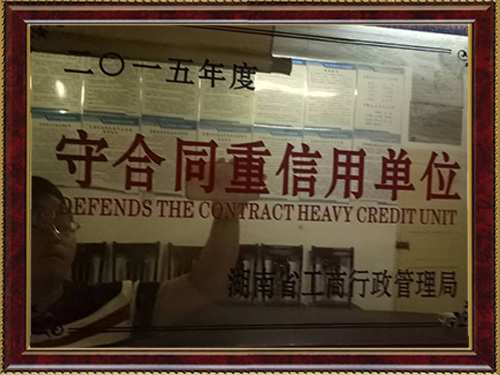 二〇一五年度
守合同重信用单位
DEFENDS THE CONTRACT HEAVY CREDIT UNIT
湖南省工商行政管理局